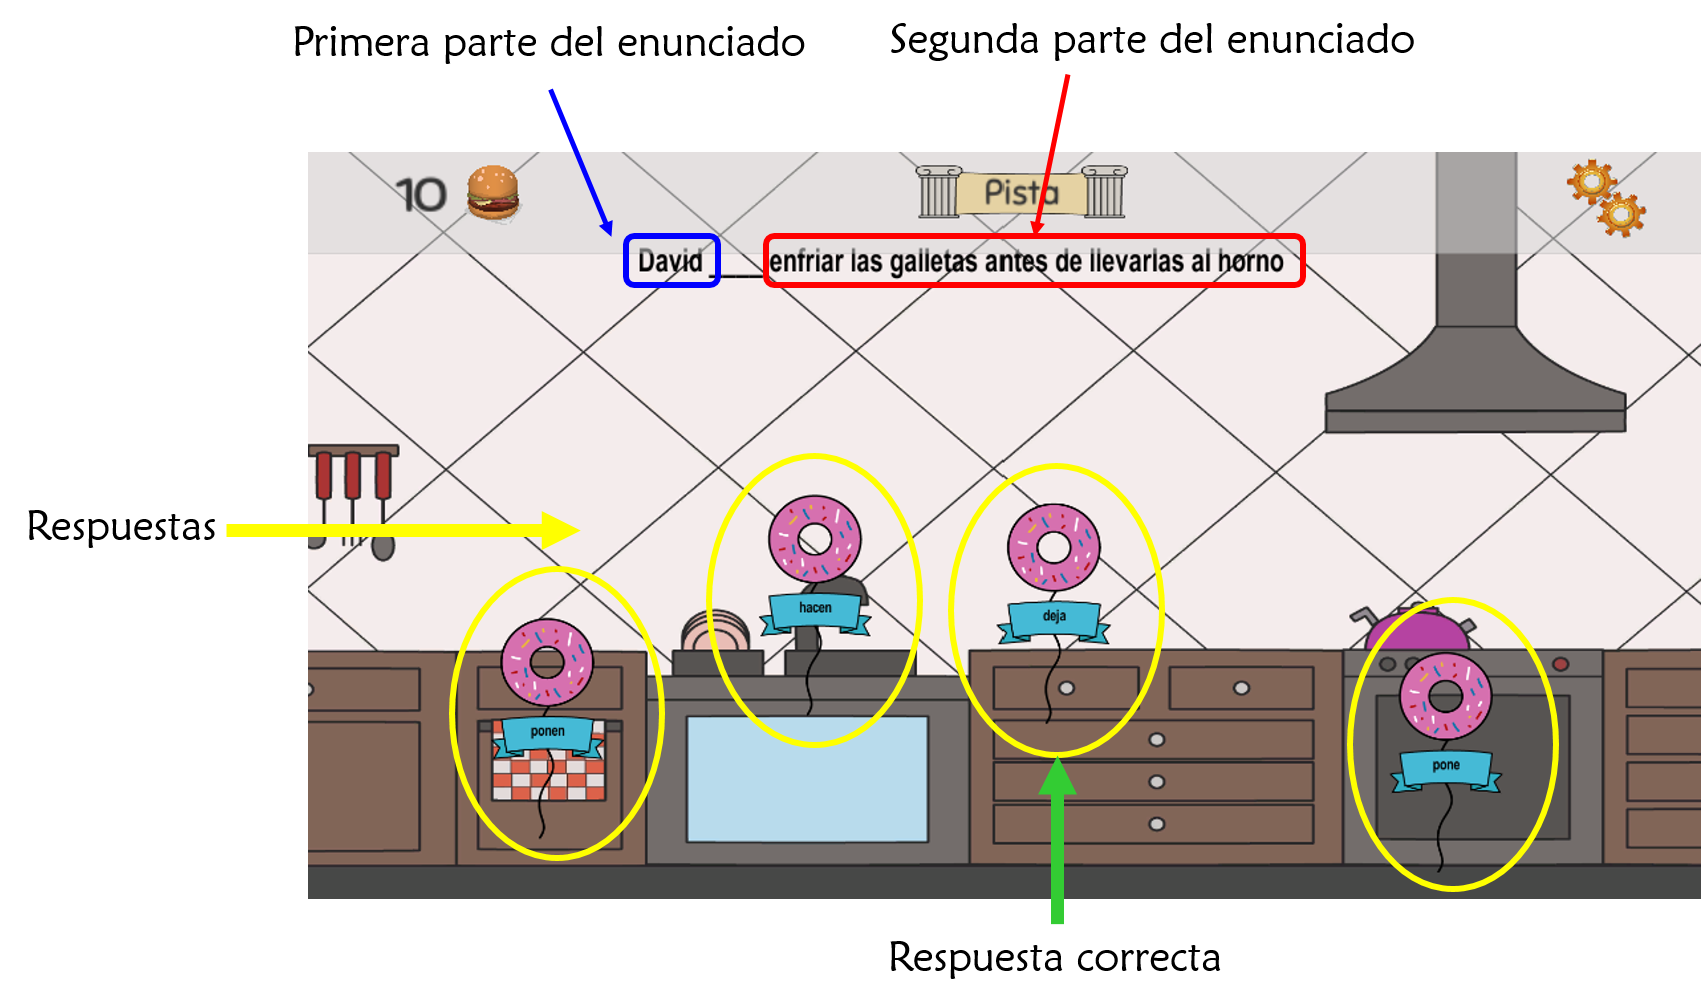 Primera parte del enunciado
Segunda parte del enunciado
10
Pista
David ____ enfriar las galletas antes de llevarlas al horno
Respuestas
hacen
deja
ponen
pone
Respuesta correcta